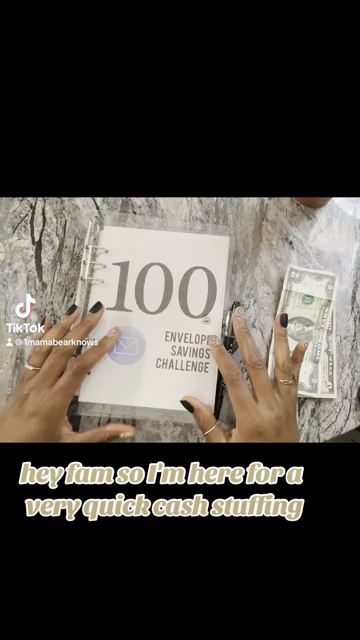 100
ENVELOPE
SAVINGS
CHALLENGE
TikTok
@1mamabearknows
hey fam so I'm here for a
very quick cash stuffing